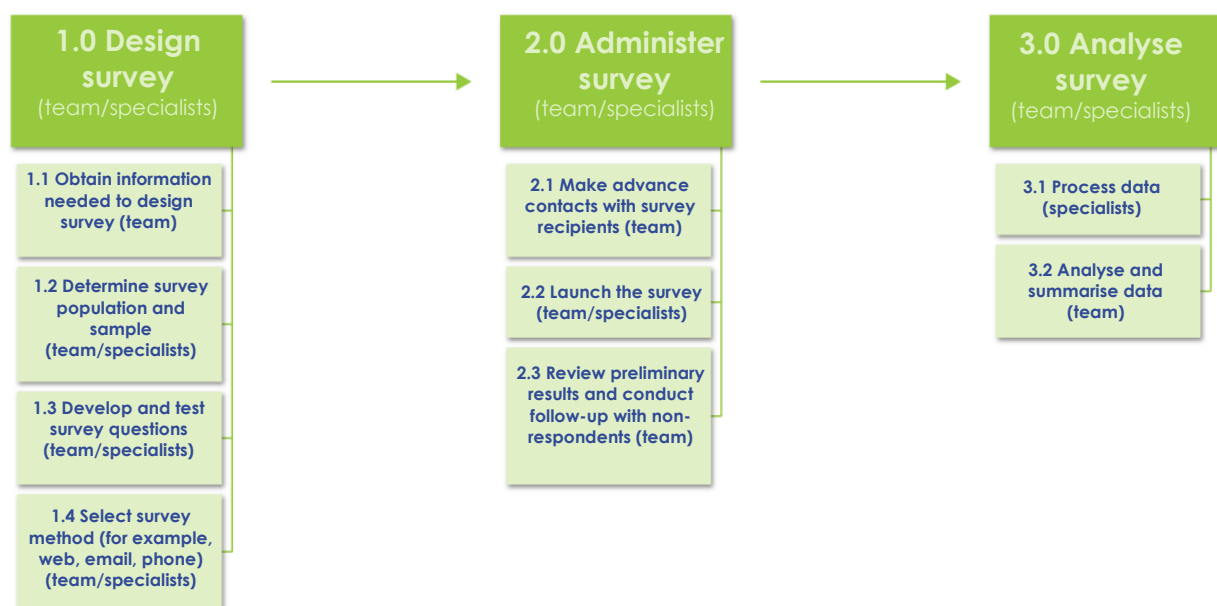 1.0 Design
survey
(team/specialists)
1.1 Obtain information
needed to design
survey (team)
1.2 Determine survey
population and
sample
(team/specialists)
1.3 Develop and test
survey questions
(team/specialists)
1.4 Select survey
method (for example,
web, email, phone)
(team/specialists)
2.0 Administer
survey
(team/specialists)
2.1 Make advance
contacts with survey
recipients (team)
2.2 Launch the survey
(team/specialists)
2.3 Review preliminary
results and conduct
follow-up with non-
respondents (team)
3.0 Analyse
survey
(team/specialists)
3.1 Process data
(specialists)
3.2 Analyse and
summarise data
(team)